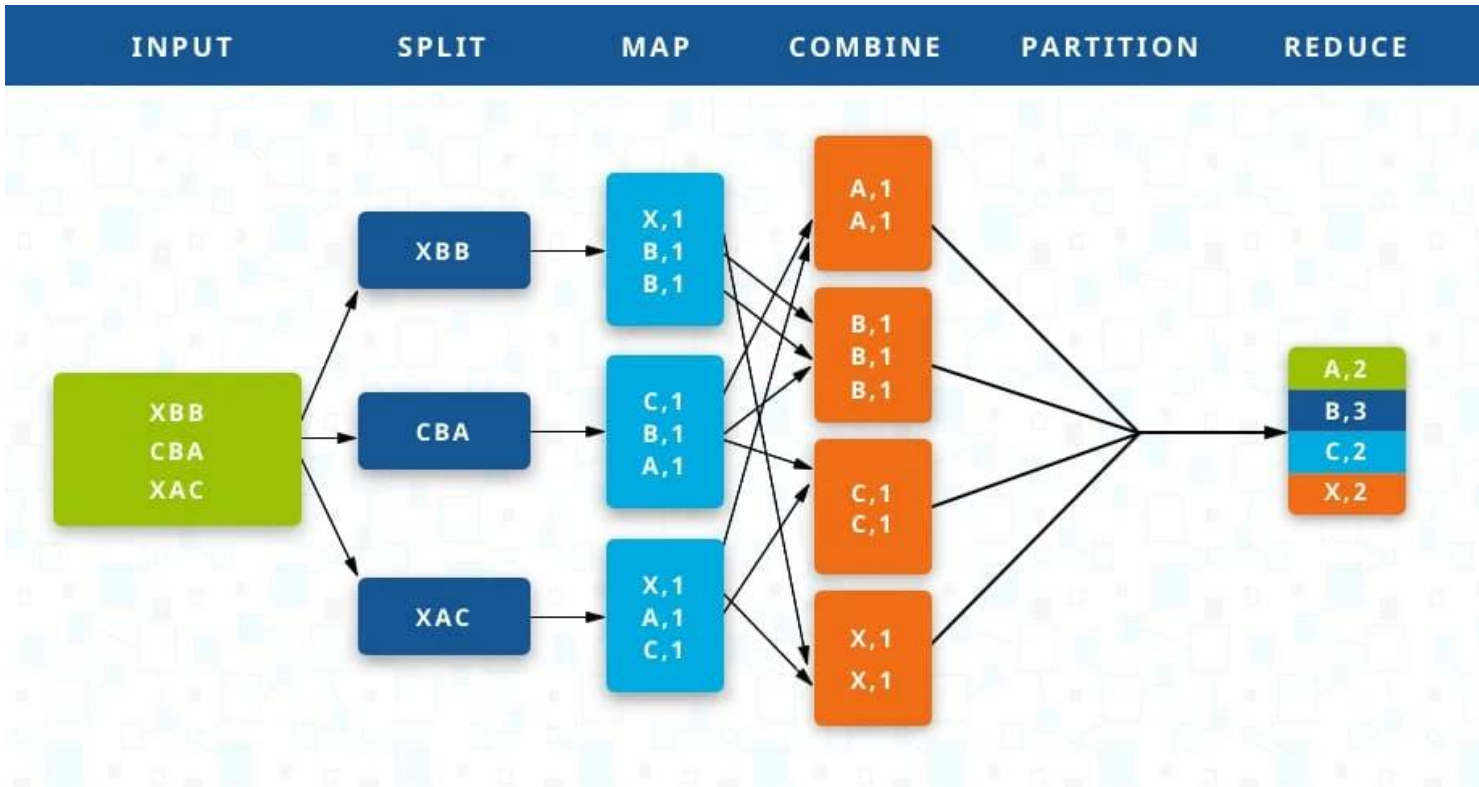 INPUT SPLIT MAP COMBINE PARTITION REDUCE
XBB
CBA
XAC
XBB
CBA
XAC
X,1
B,1
B,1
C,1
B,1
A,1
X,1
A,1
C,1
A,1
A,1
B,1
B,1
B,1
C,1
C,1
X,1
X,1
A,2
B,3
C,2
X,2